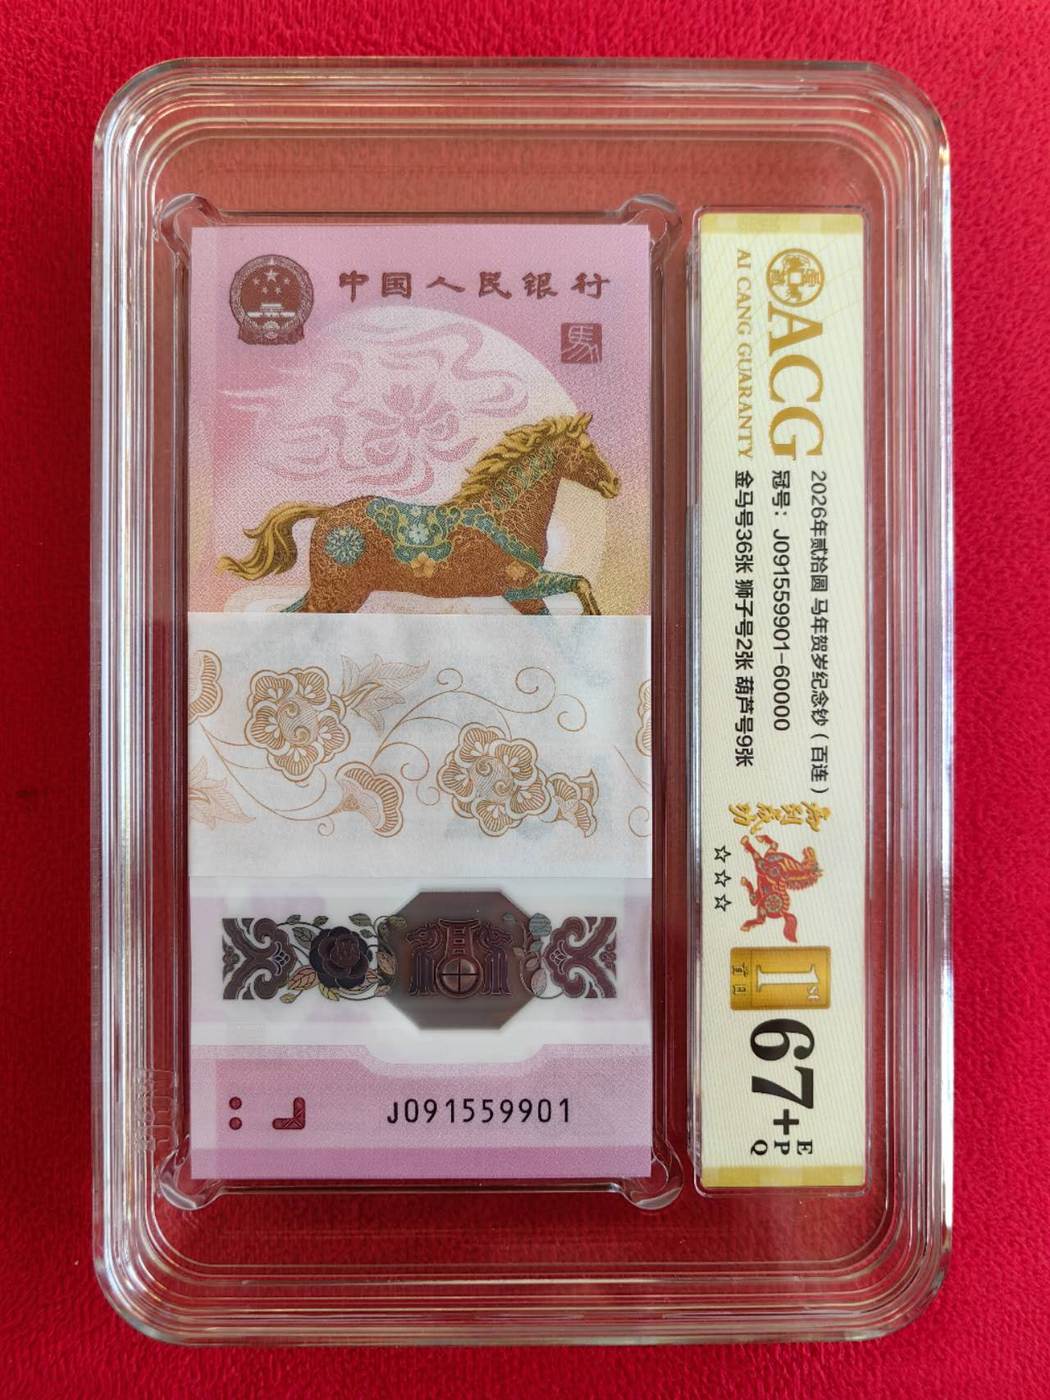 中国人民银行
馬
J091559901
ACG
AI CANG GUARANTY
2026年贰拾圆 马年贺岁纪念钞（百连）
冠号：J091559901-60000
金马号36张 狮子号2张 葫芦号9张
☆☆☆
1ST
首
67+
EPQ